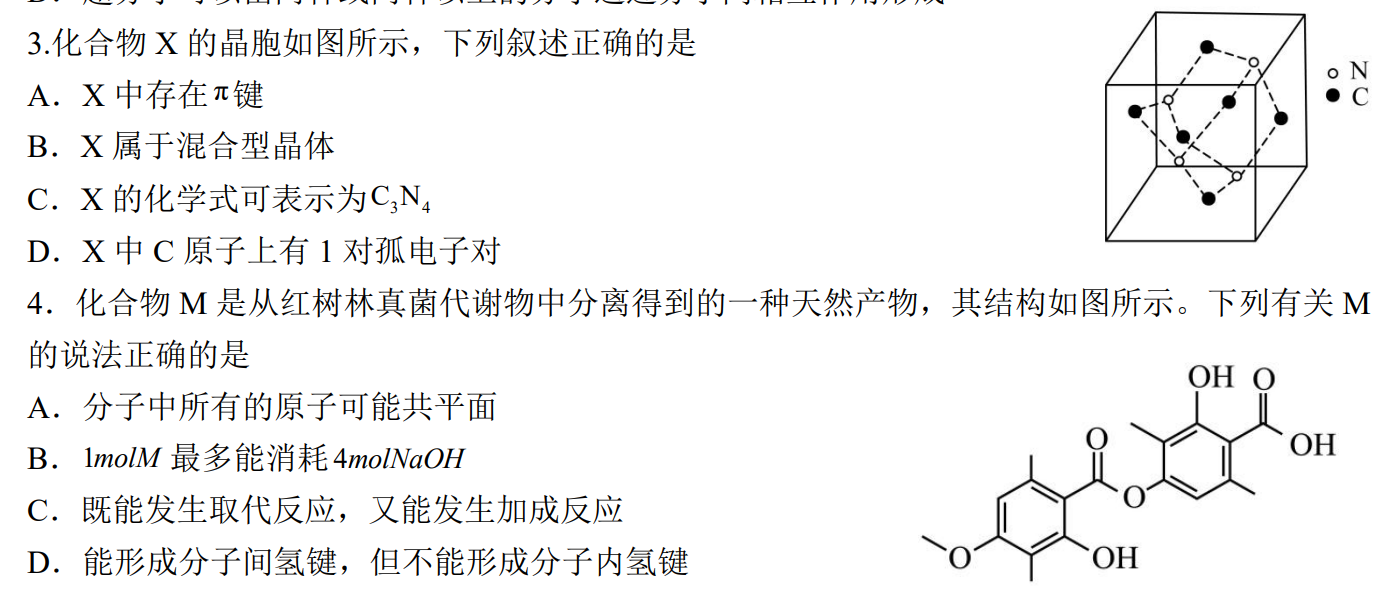 3.化合物 X 的晶胞如图所示，下列叙述正确的是
A．X 中存在π键
B．X 属于混合型晶体
C．X 的化学式可表示为C₃N₄
D．X 中 C 原子上有 1 对孤电子对
N
C
4．化合物 M 是从红树林真菌代谢物中分离得到的一种天然产物，其结构如图所示。下列有关 M
的说法正确的是
A．分子中所有的原子可能共平面
B．1molM 最多能消耗 4molNaOH
C．既能发生取代反应，又能发生加成反应
D．能形成分子间氢键，但不能形成分子内氢键
OH O
OH
O
O
O
OH